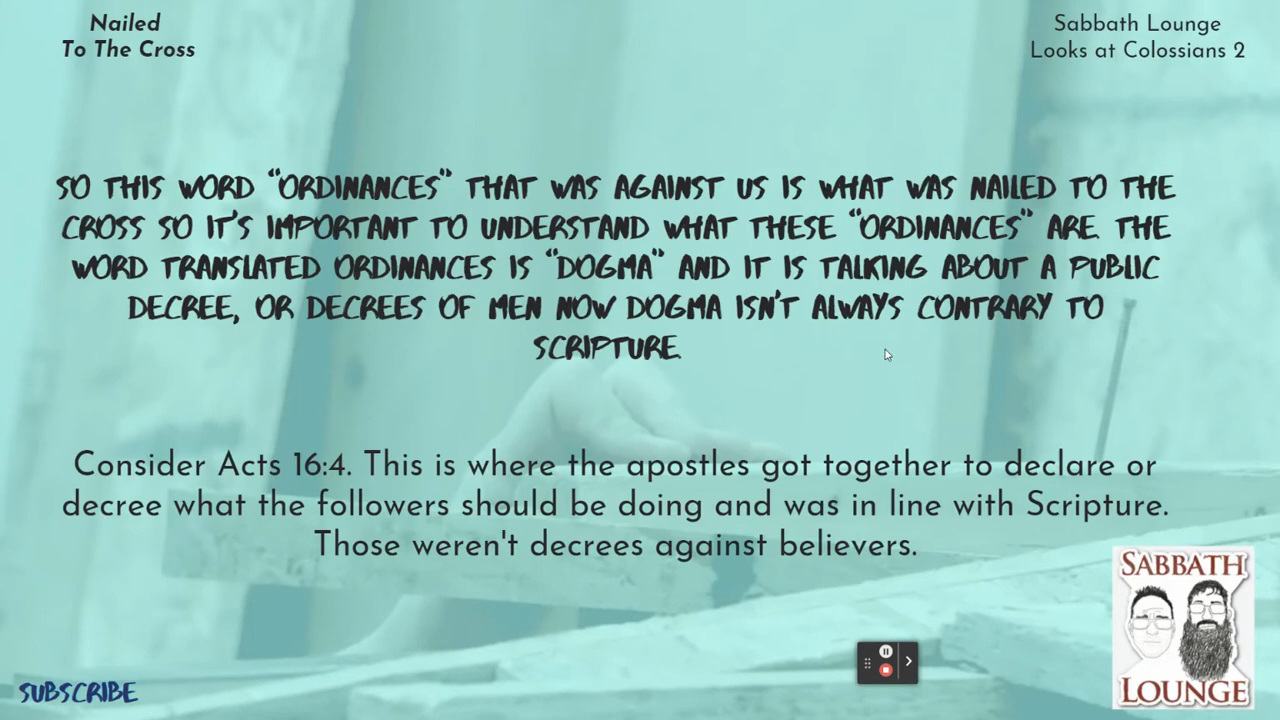 Nailed
To The Cross
Sabbath Lounge
Looks at Colossians 2
SO THIS WORD "ORDINANCES" THAT WAS AGAINST US IS WHAT WAS NAILED TO THE
CROSS SO IT'S IMPORTANT TO UNDERSTAND WHAT THESE "ORDINANCES" ARE. THE
WORD TRANSLATED ORDINANCES IS "DOGMA" AND IT IS TALKING ABOUT A PUBLIC
DECREE, OR DECREES OF MEN NOW DOGMA ISN'T ALWAYS CONTRARY TO
SCRIPTURE.
Consider Acts 16:4. This is where the apostles got together to declare or
decree what the followers should be doing and was in line with Scripture.
Those weren't decrees against believers.
SABBATH
LOUNGE
SUBSCRIBE